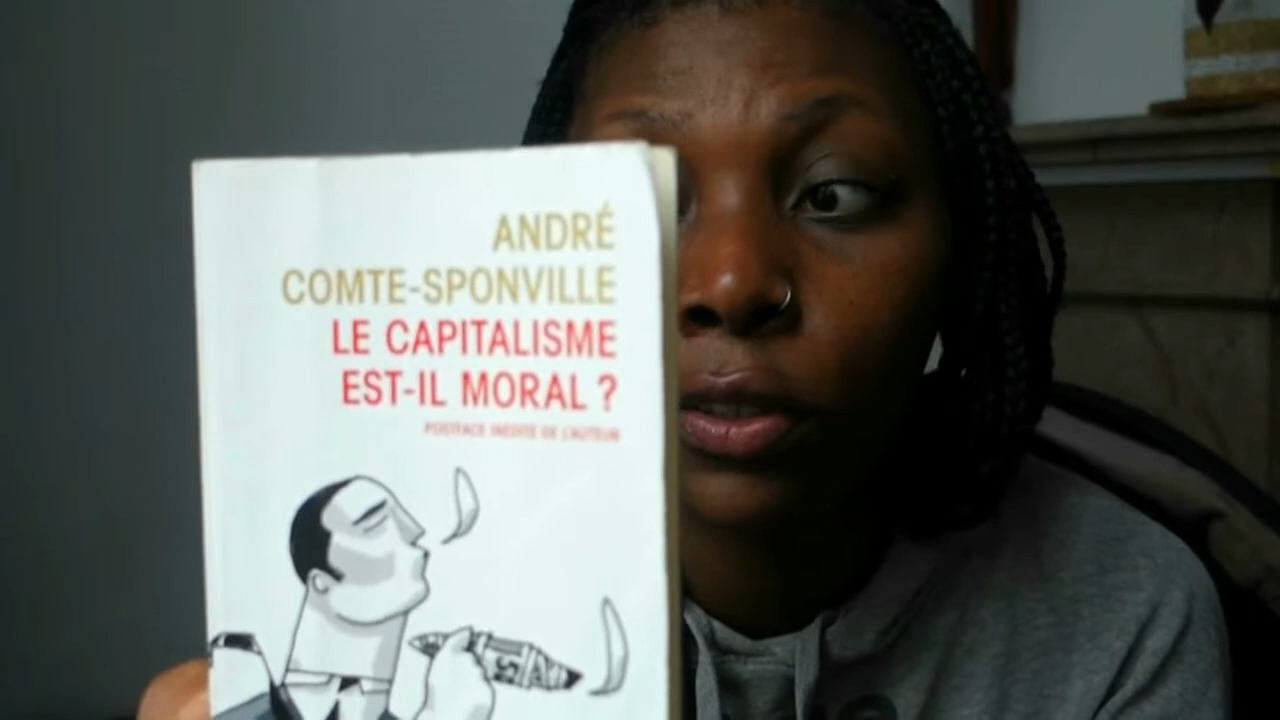 ANDRÉ
COMTE-SPONVILLE
LE CAPITALISME
EST-IL MORAL ?
POSTFACE INÉDITE DE L'AUTEUR